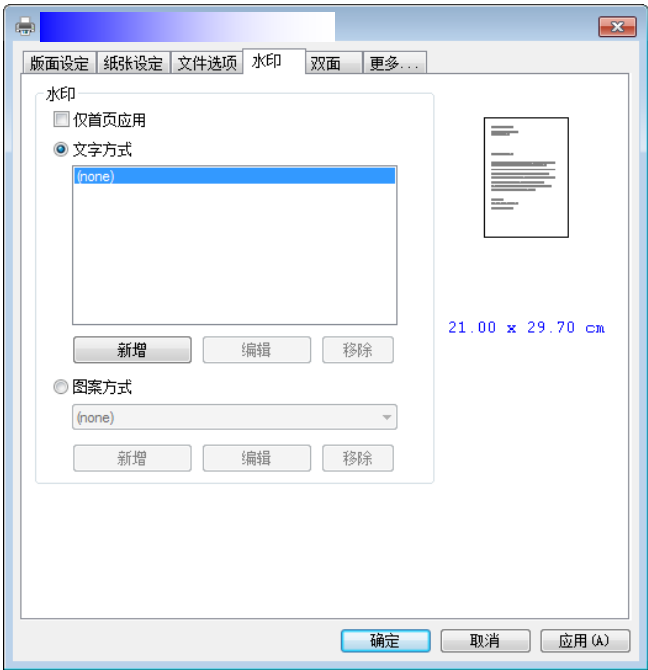 版面设定 纸张设定 文件选项 水印 双面 更多...
水印
仅首页应用
文字方式
(none)
21.00 x 29.70 cm
新增 编辑 移除
图案方式
(none)
新增 编辑 移除
确定 取消 应用(A)